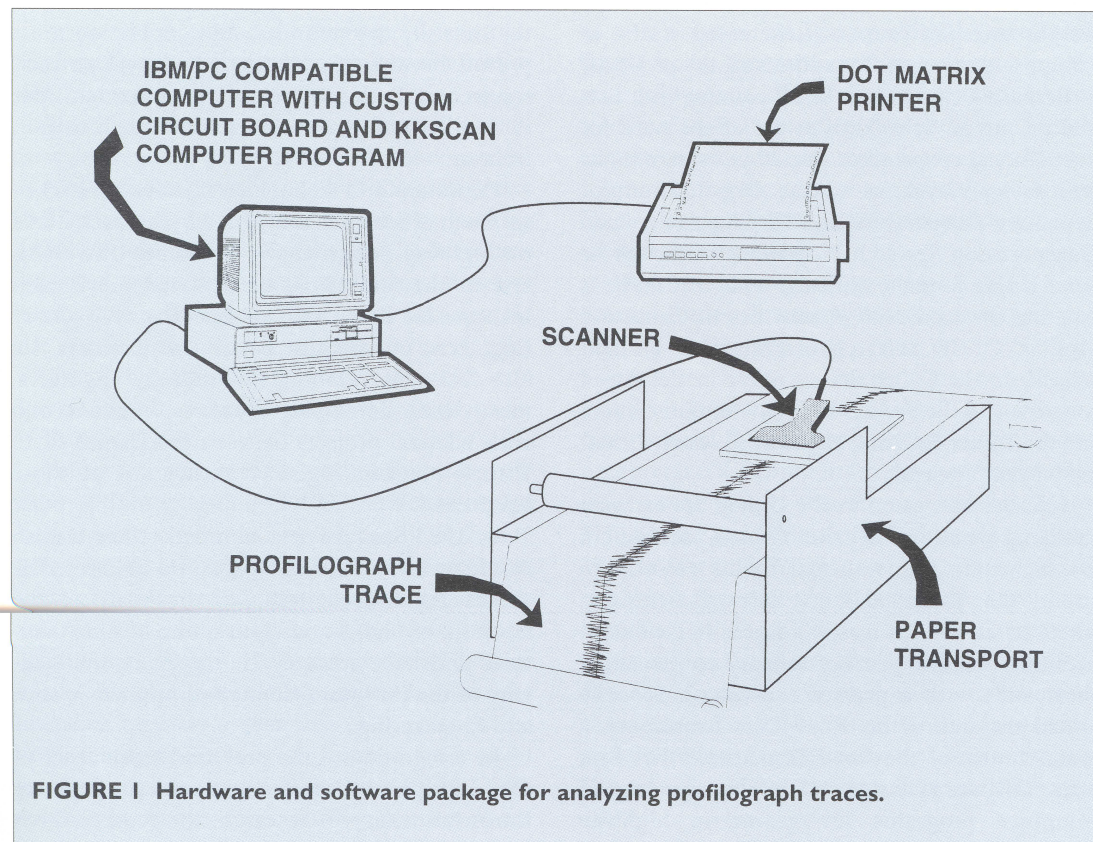 IBM/PC COMPATIBLE
COMPUTER WITH CUSTOM
CIRCUIT BOARD AND KKSCAN
COMPUTER PROGRAM
DOT MATRIX
PRINTER
SCANNER
PROFILOGRAPH
TRACE
PAPER
TRANSPORT
FIGURE 1 Hardware and software package for analyzing profilograph traces.